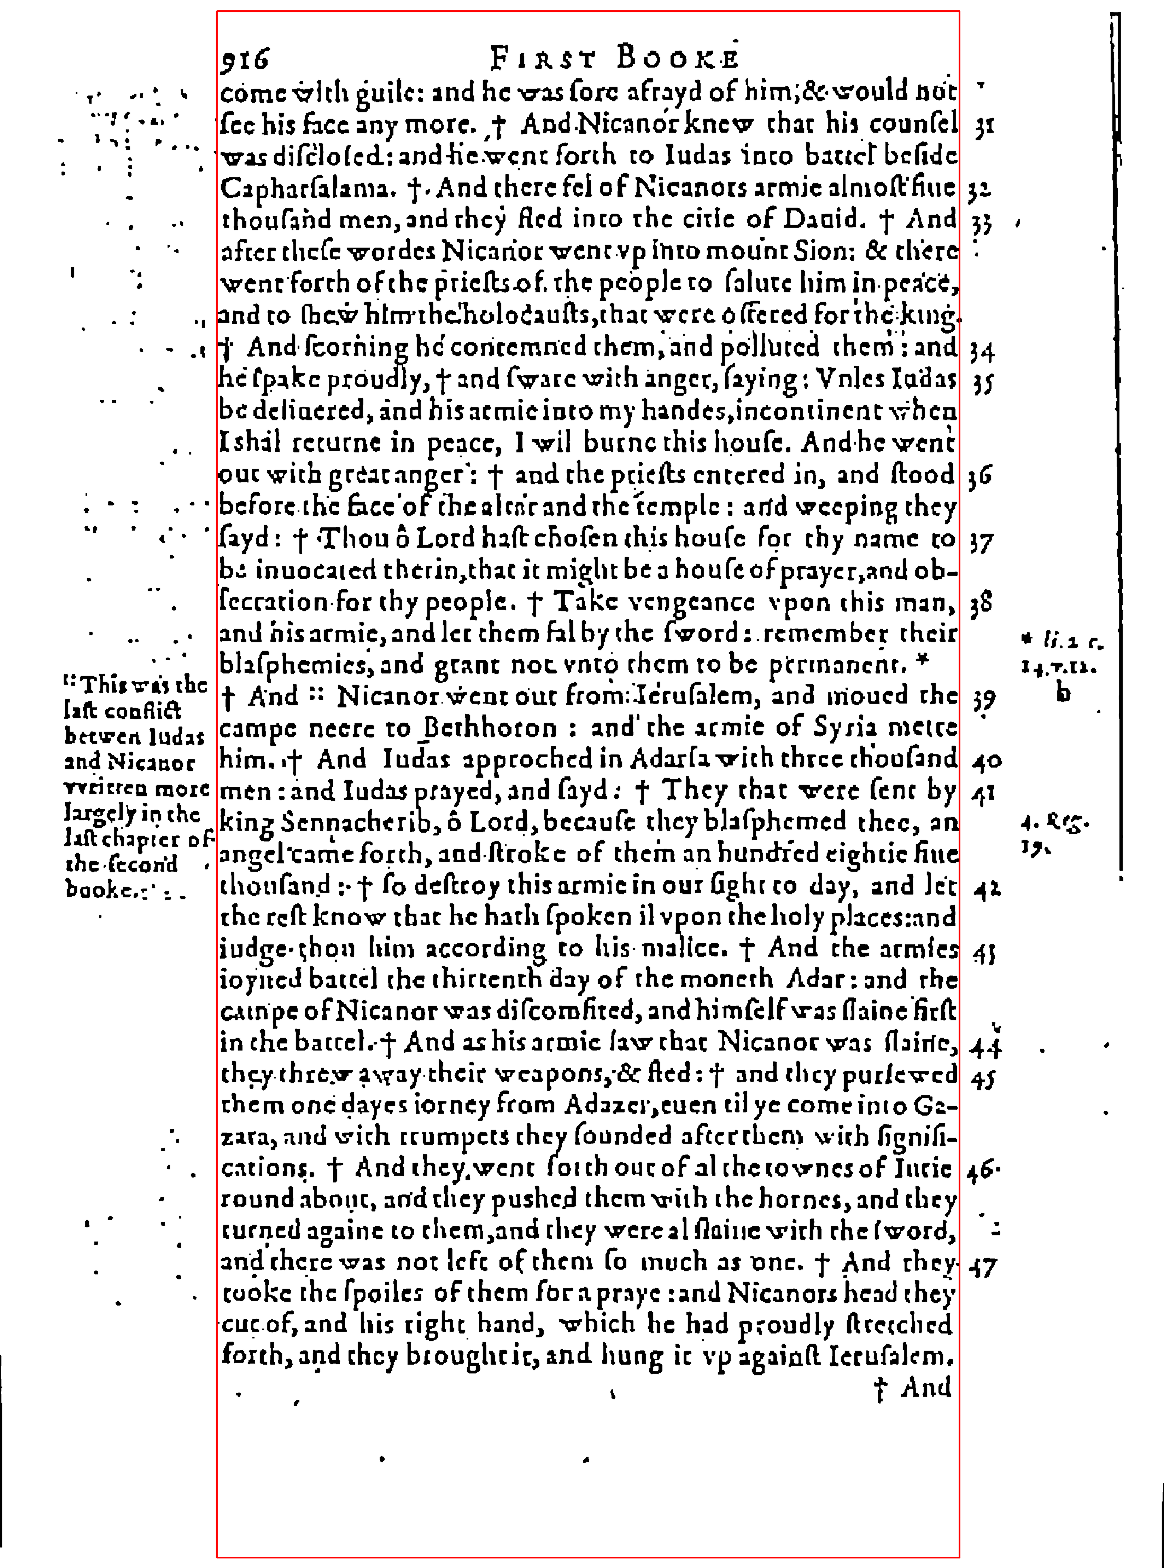 916 FIRST BOOKE
come with guile: and he was ſore afrayd of him, & would not
ſee his face any more. † And Nicanor knew that his counſel 31
was diſcloſed: and he went forth to Iudas into battel beſide
Capharſalama. † And there fel of Nicanors armie almoſt fiue 32
thouſand men, and they fled into the citie of Dauid. † And 33
after theſe wordes Nicanor went vp into mount Sion: & there
went forth of the prieſts of the people to ſalute him in peace,
and to ſhew him the holocauſts, that were offered for the king.
† And ſcorning he contemned them, and polluted them: and 34
he ſpake proudly, † and ſware with anger, ſaying: Vnles Iudas 35
be deliuered, and his armie into my handes, incontinent when
I shal returne in peace, I wil burne this houſe. And he went
out with great anger: † and the prieſts entered in, and ſtood 36
before the face of the altar and the temple: and weeping they
ſayd: † Thou ô Lord haſt choſen this houſe for thy name to 37
be inuocated therin, that it might be a houſe of prayer, and ob-
ſecration for thy people. † Take vengeance vpon this man, 38
and his armie, and let them fal by the ſword: remember their
blaſphemies, and grant not vnto them to be permanent. *
† And :: Nicanor went out from Ieruſalem, and moued the 39
campe neere to Bethhoron: and the armie of Syria mette
him. † And Iudas approched in Adarſa with three thouſand 40
men: and Iudas prayed, and ſayd: † They that were ſent by 41
king Sennacherib, ô Lord, becauſe they blaſphemed thee, an
angel came forth, and ſtroke of them an hundred eightie fiue
thouſand: † ſo deſtroy this armie in our ſight to day, and let 42
the reſt know that he hath ſpoken il vpon the holy places: and
iudge thou him according to his malice. † And the armies 43
ioyned battel the thirtenth day of the moneth Adar: and the
campe of Nicanor was diſcomfited, and himſelf was ſlaine firſt
in the battel. † And as his armie ſaw that Nicanor was ſlaine, 44
they threw away their weapons, & fled: † and they purſewed 45
them one dayes iorney from Adazer, euen til ye come into Ga-
zara, and with trumpets they ſounded after them with ſignifi-
cations. † And they went forth out of al the townes of Iurie 46
round about, and they pushed them with the hornes, and they
turned againe to them, and they were al ſlaine with the ſword,
and there was not left of them ſo much as one. † And they 47
tooke the ſpoiles of them for a praye: and Nicanors head they
cut of, and his right hand, which he had proudly ſtretched
forth, and they brought it, and hung it vp againſt Ieruſalem.
† And
:: This was the
laſt conflict
betwen Iudas
and Nicanor
vvritten more
largely in the
laſt chapter of
the ſecond
booke.
* li. 2 c.
14. v. 12.
b
4. Reg.
19.